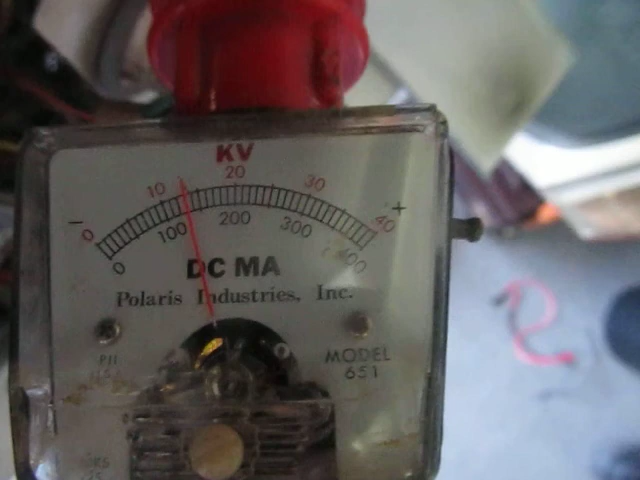 KV
0 10 20 30 40
− +
0 100 200 300 400
DC MA
Polaris Industries, Inc.
MODEL
651